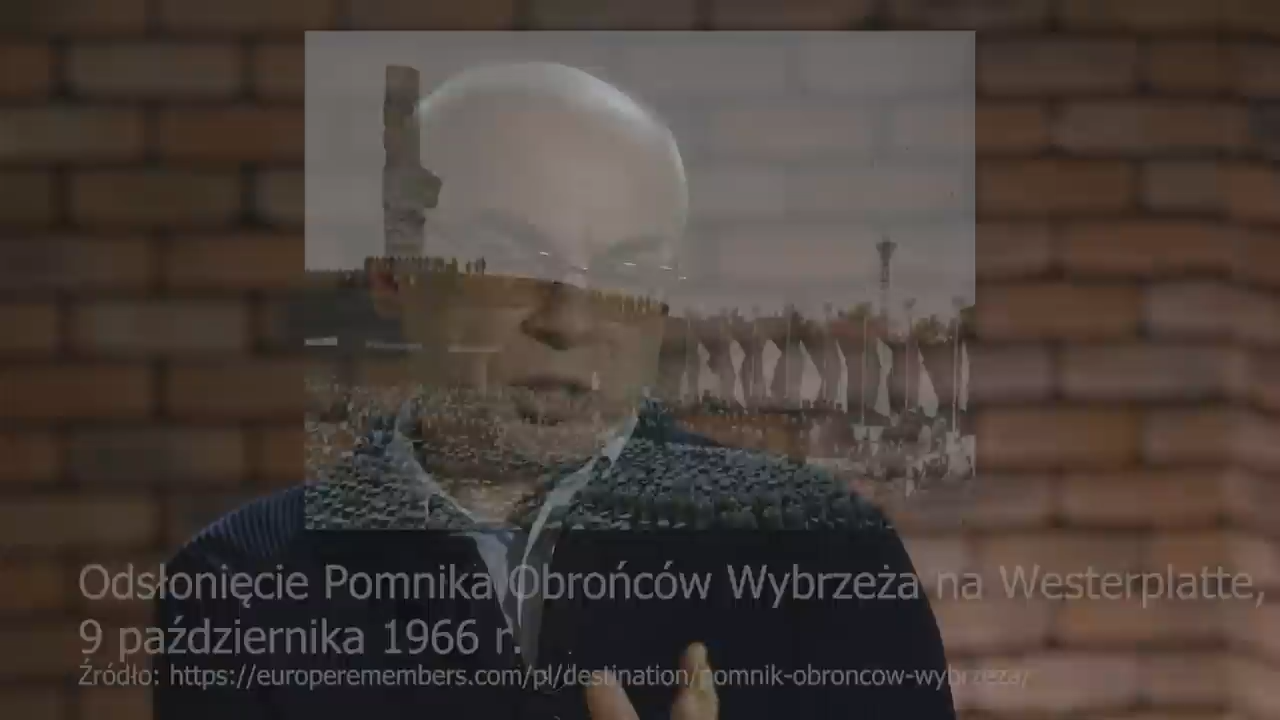 Odsłonięcie Pomnika Obrońców Wybrzeża na Westerplatte,
9 października 1966 r.
Źródło: https://europeremembers.com/pl/destination/pomnik-obroncow-wybrzeza/